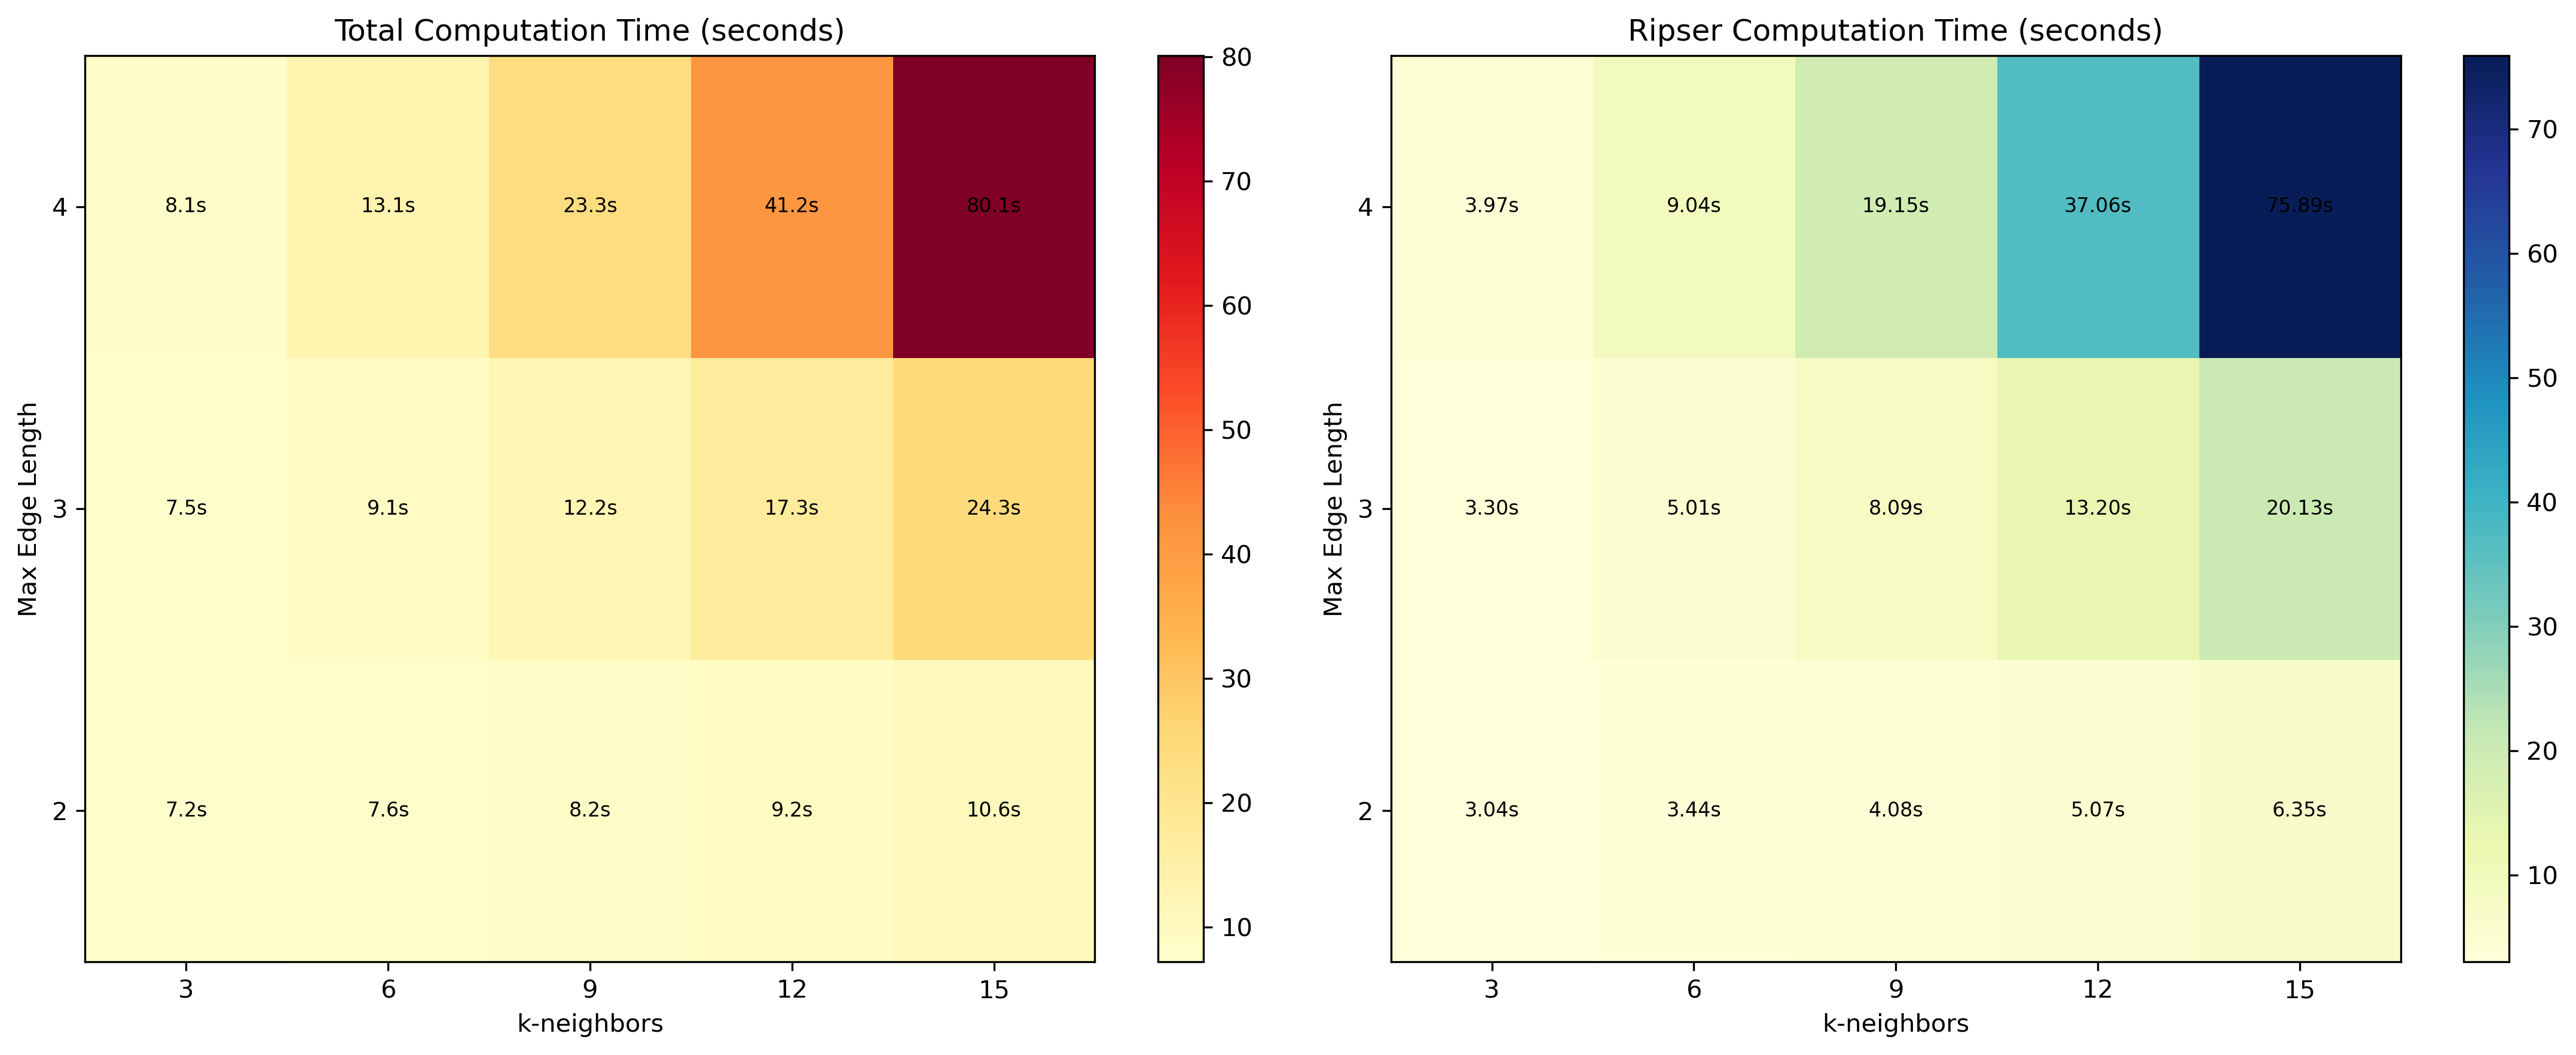 Total Computation Time (seconds)
Max Edge Length
4
3
2
8.1s 13.1s 23.3s 41.2s 80.1s
7.5s 9.1s 12.2s 17.3s 24.3s
7.2s 7.6s 8.2s 9.2s 10.6s
3 6 9 12 15
k-neighbors
80
70
60
50
40
30
20
10
Ripser Computation Time (seconds)
Max Edge Length
4
3
2
3.97s 9.04s 19.15s 37.06s 75.89s
3.30s 5.01s 8.09s 13.20s 20.13s
3.04s 3.44s 4.08s 5.07s 6.35s
3 6 9 12 15
k-neighbors
70
60
50
40
30
20
10